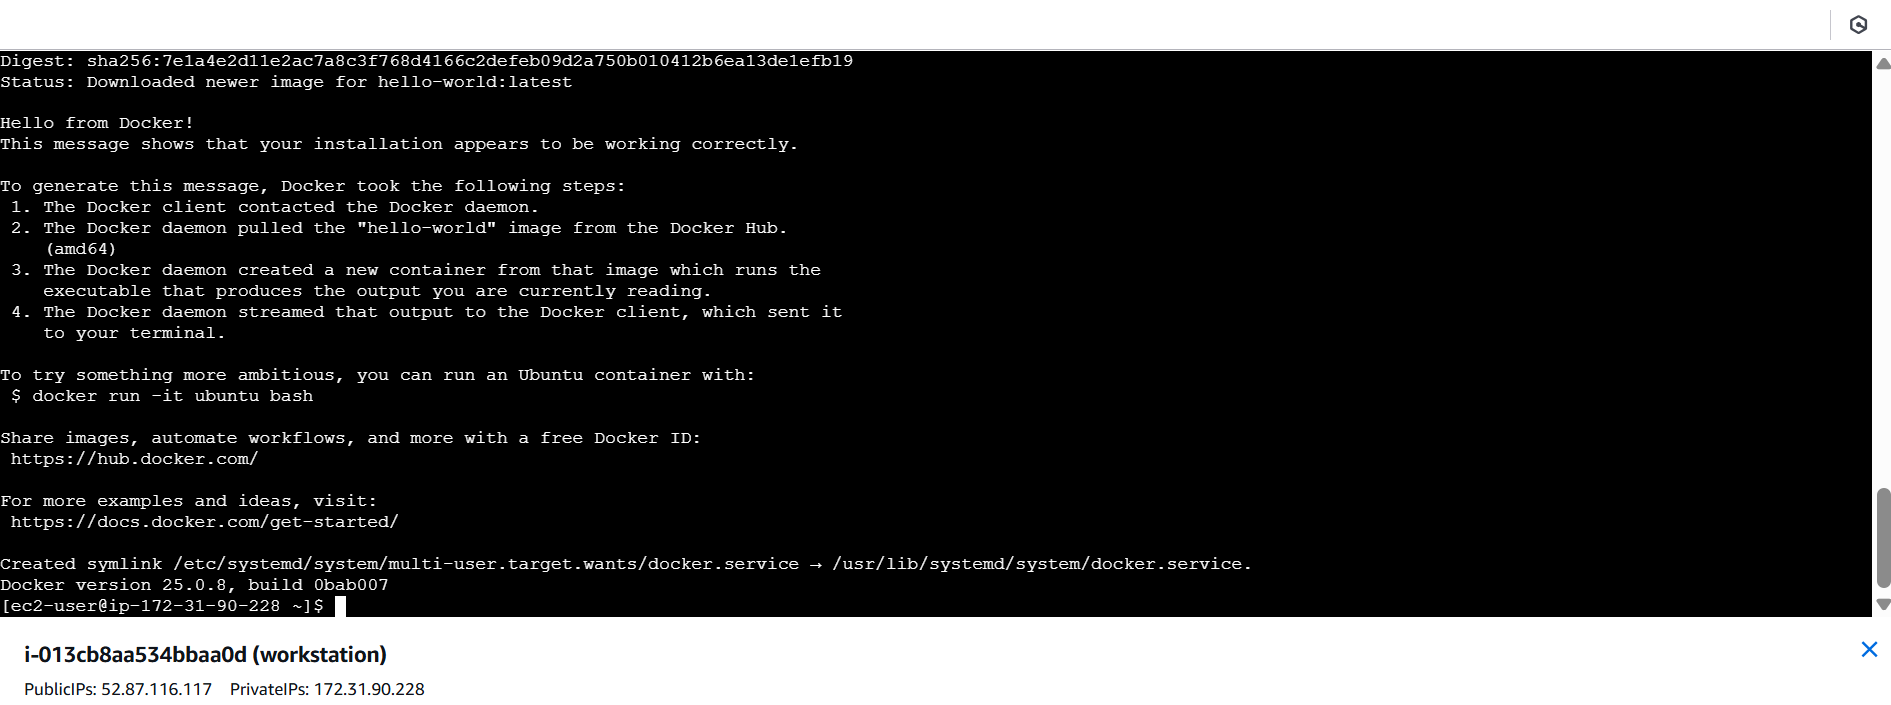 Digest: sha256:7e1a4e2d11e2ac7a8c3f768d4166c2defeb09d2a750b010412b6ea13de1efb19
Status: Downloaded newer image for hello-world:latest
Hello from Docker!
This message shows that your installation appears to be working correctly.
To generate this message, Docker took the following steps:
1. The Docker client contacted the Docker daemon.
2. The Docker daemon pulled the "hello-world" image from the Docker Hub.
(amd64)
3. The Docker daemon created a new container from that image which runs the
executable that produces the output you are currently reading.
4. The Docker daemon streamed that output to the Docker client, which sent it
to your terminal.
To try something more ambitious, you can run an Ubuntu container with:
$ docker run -it ubuntu bash
Share images, automate workflows, and more with a free Docker ID:
https://hub.docker.com/
For more examples and ideas, visit:
https://docs.docker.com/get-started/
Created symlink /etc/systemd/system/multi-user.target.wants/docker.service → /usr/lib/systemd/system/docker.service.
Docker version 25.0.8, build 0bab007
[ec2-user@ip-172-31-90-228 ~]$
i-013cb8aa534bbaa0d (workstation)
PublicIPs: 52.87.116.117 PrivateIPs: 172.31.90.228